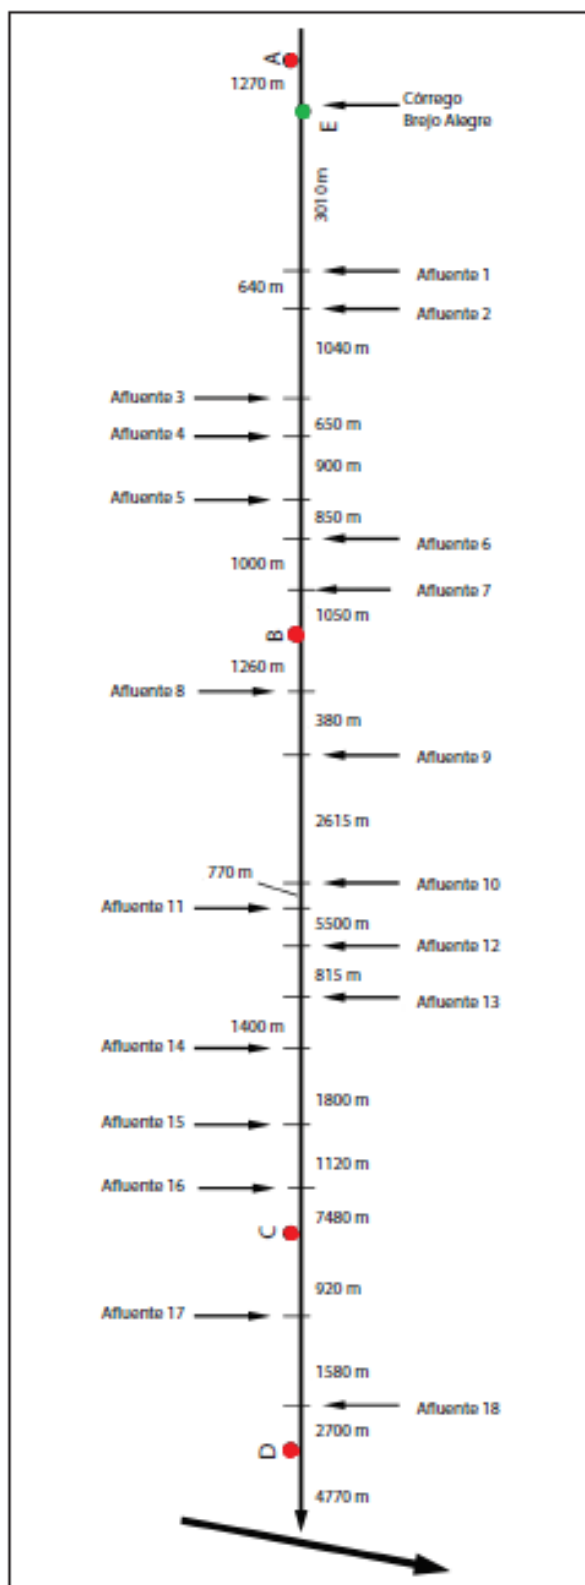 A
1270 m
Córrego
Brejo Alegre
E
3010 m
Afluente 1
640 m
Afluente 2
1040 m
Afluente 3
650 m
Afluente 4
900 m
Afluente 5
850 m
Afluente 6
1000 m
Afluente 7
1050 m
B
1260 m
Afluente 8
380 m
Afluente 9
2615 m
770 m
Afluente 10
Afluente 11
5500 m
Afluente 12
815 m
Afluente 13
1400 m
Afluente 14
1800 m
Afluente 15
1120 m
Afluente 16
7480 m
C
920 m
Afluente 17
1580 m
Afluente 18
2700 m
D
4770 m